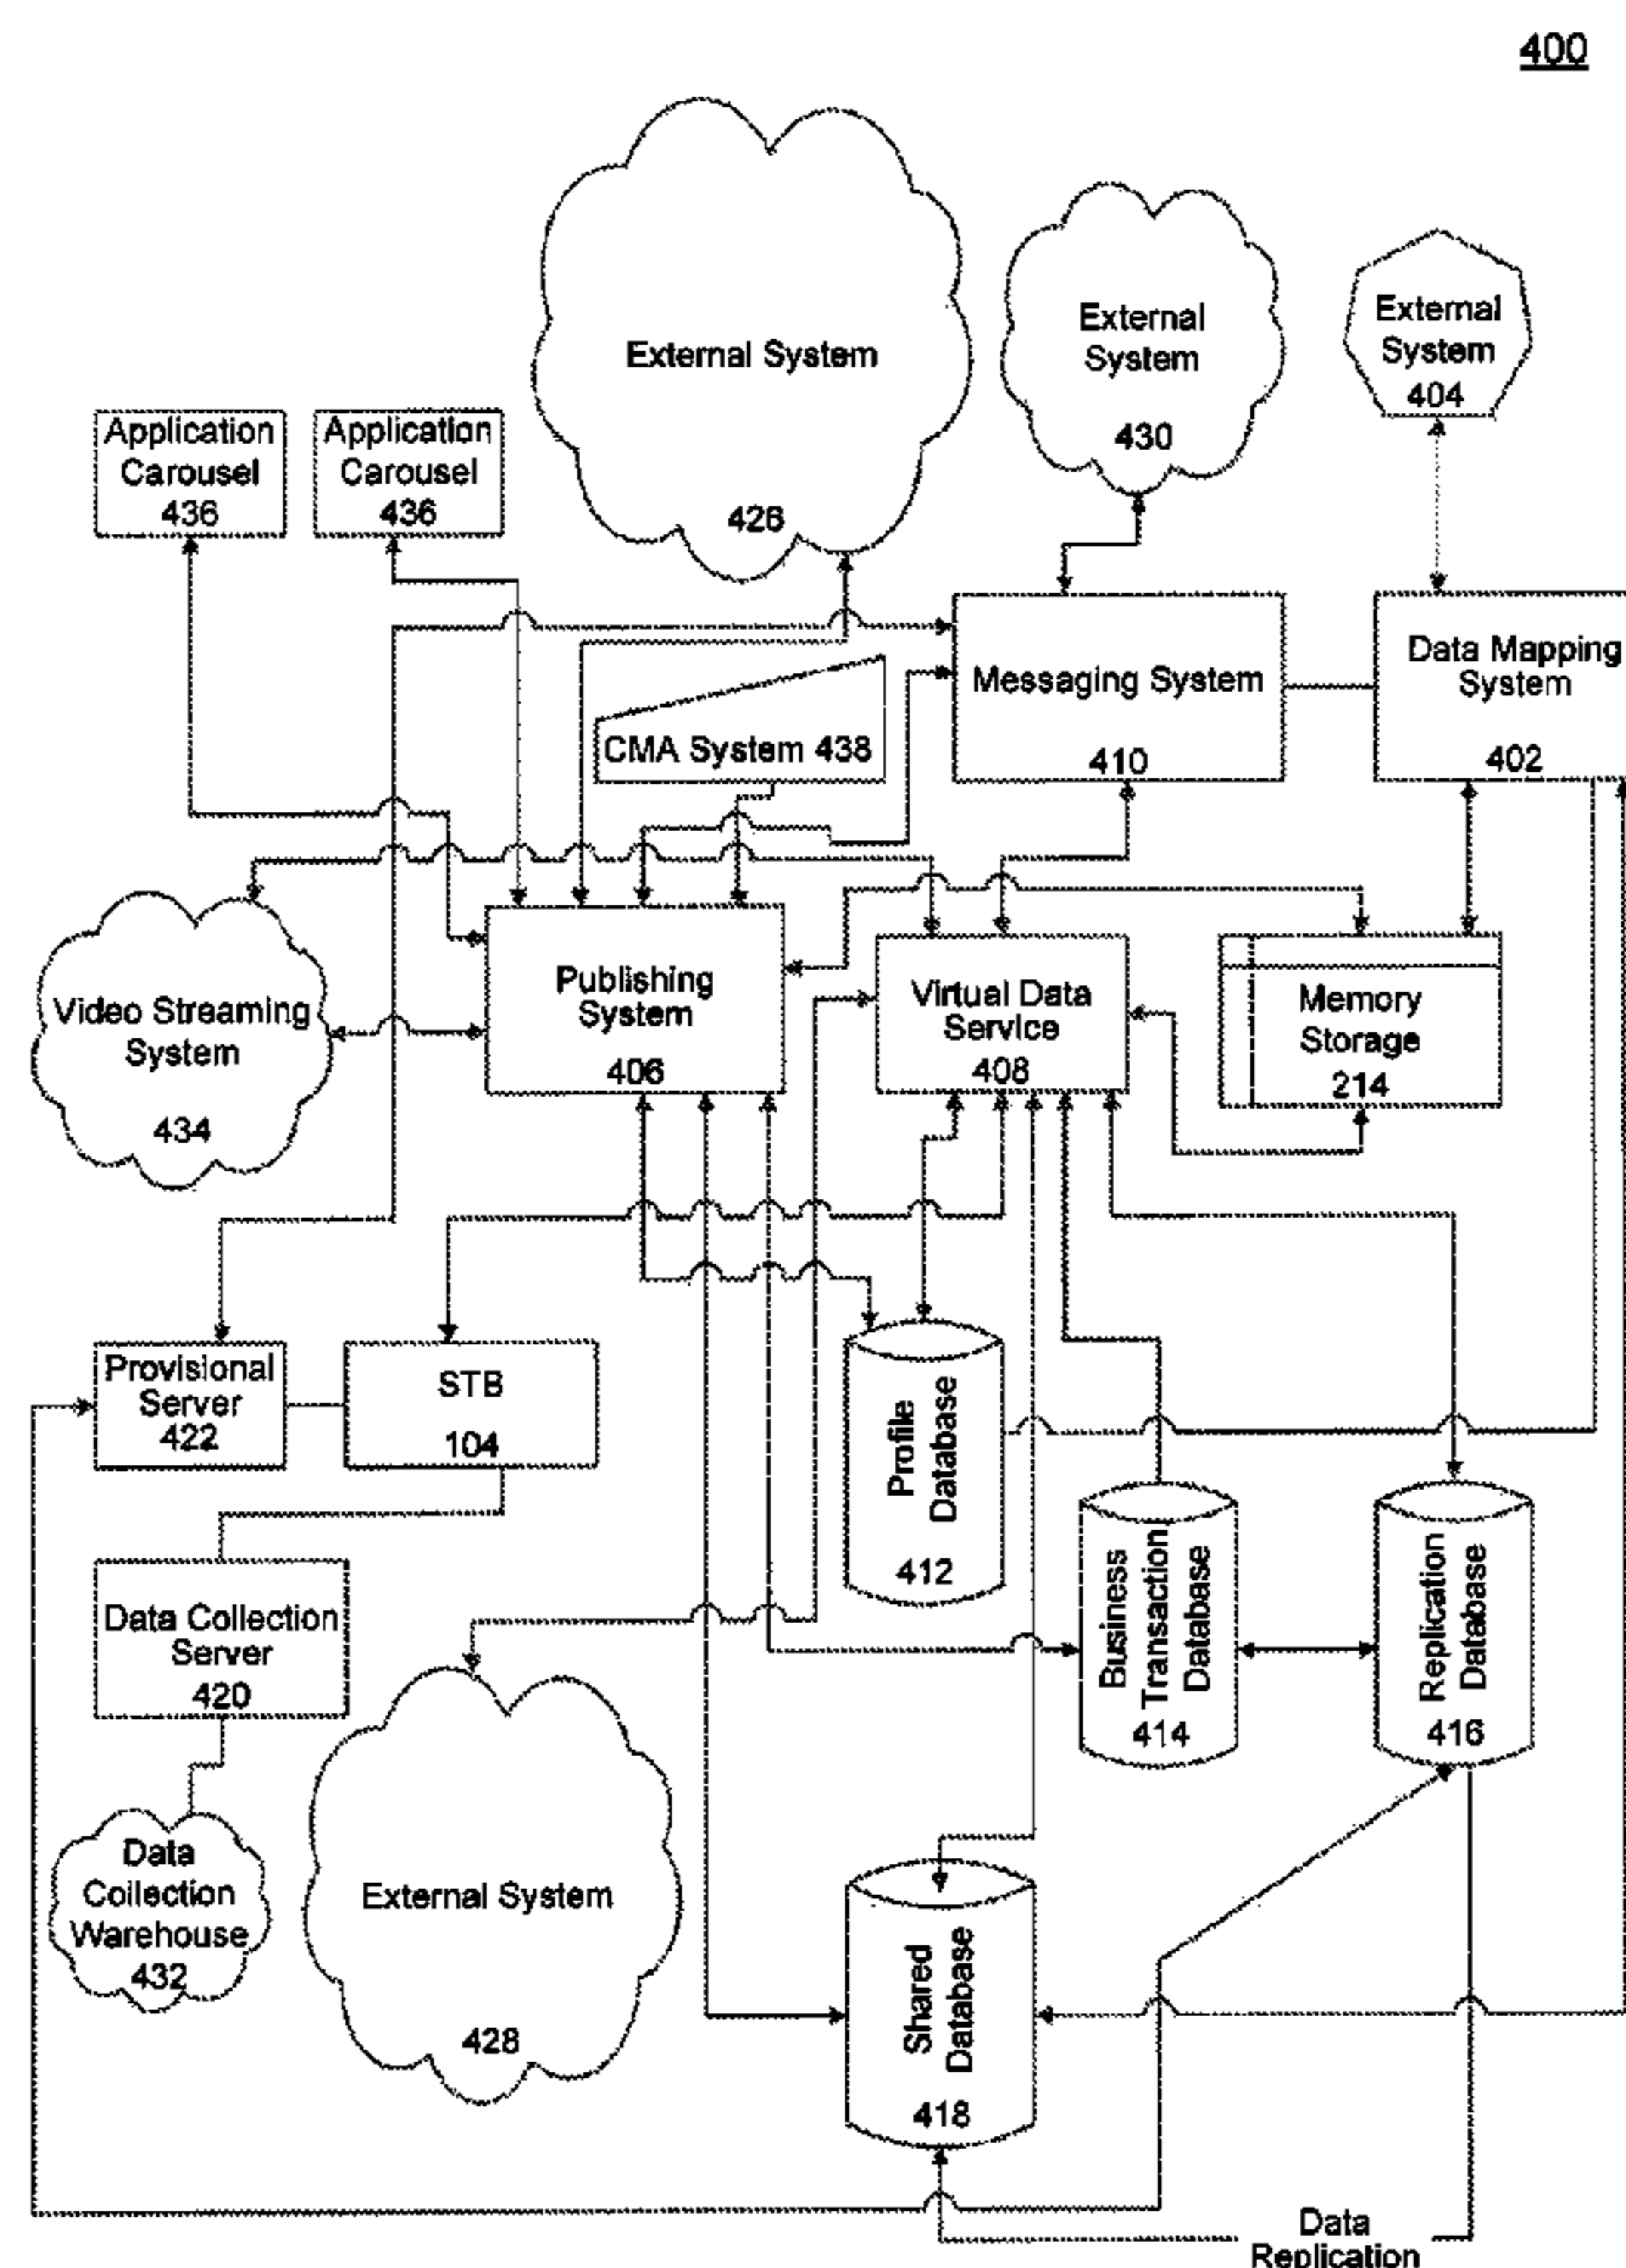 400
External System
426
External
System
430
External
System
404
Application
Carousel
436
Application
Carousel
436
Messaging System
410
Data Mapping
System
402
CMA System 438
Video Streaming
System
434
Publishing
System
406
Virtual Data
Service
408
Memory
Storage
214
Provisional
Server
422
STB
104
Profile
Database
412
Data Collection
Server
420
Business
Transaction
Database
414
Replication
Database
416
Data
Collection
Warehouse
432
External System
428
Shared
Database
418
Data
Replication